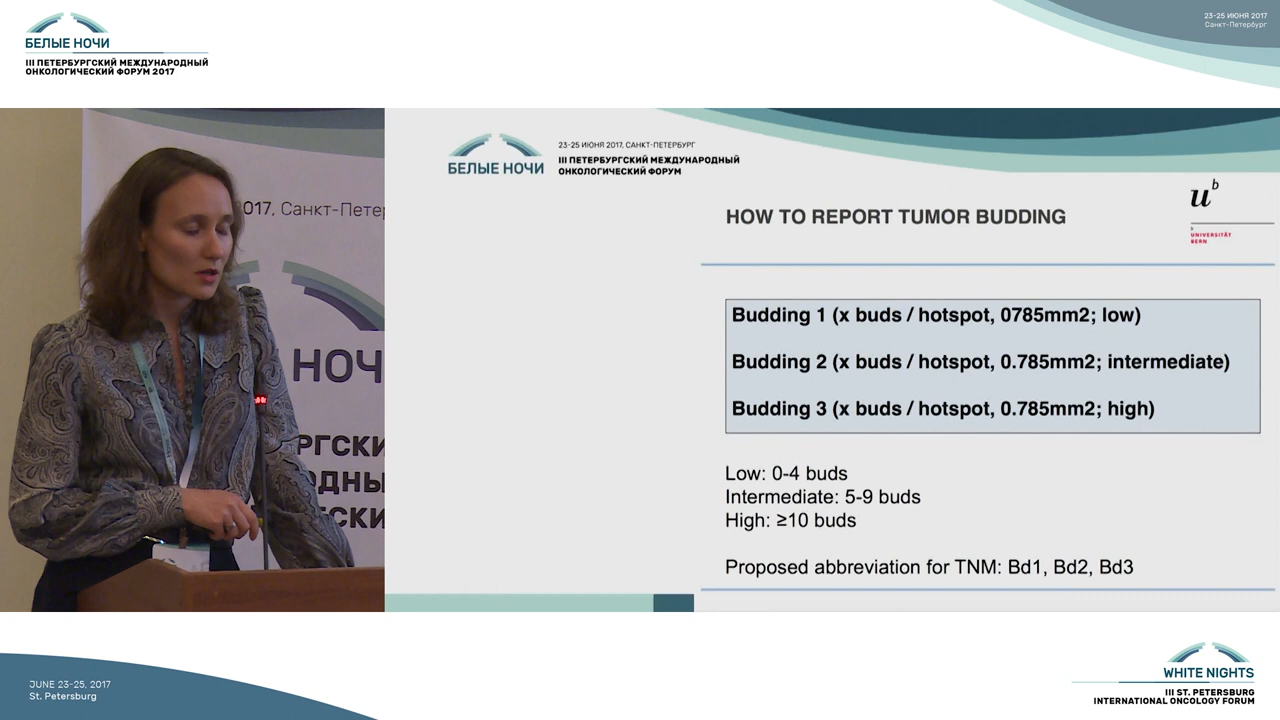 БЕЛЫЕ НОЧИ
III ПЕТЕРБУРГСКИЙ МЕЖДУНАРОДНЫЙ
ОНКОЛОГИЧЕСКИЙ ФОРУМ 2017
23-25 ИЮНЯ 2017
Санкт-Петербург
017, Санкт-Петер
НОЧ
РГСКИ
ОДНЫ
ГСКИ
БЕЛЫЕ НОЧИ
23-25 ИЮНЯ 2017, САНКТ-ПЕТЕРБУРГ
III ПЕТЕРБУРГСКИЙ МЕЖДУНАРОДНЫЙ
ОНКОЛОГИЧЕСКИЙ ФОРУМ
u b
b
UNIVERSITÄT
BERN
HOW TO REPORT TUMOR BUDDING
Budding 1 (x buds / hotspot, 0785mm2; low)
Budding 2 (x buds / hotspot, 0.785mm2; intermediate)
Budding 3 (x buds / hotspot, 0.785mm2; high)
Low: 0-4 buds
Intermediate: 5-9 buds
High: ≥10 buds
Proposed abbreviation for TNM: Bd1, Bd2, Bd3
JUNE 23-25, 2017
St. Petersburg
WHITE NIGHTS
III ST. PETERSBURG
INTERNATIONAL ONCOLOGY FORUM